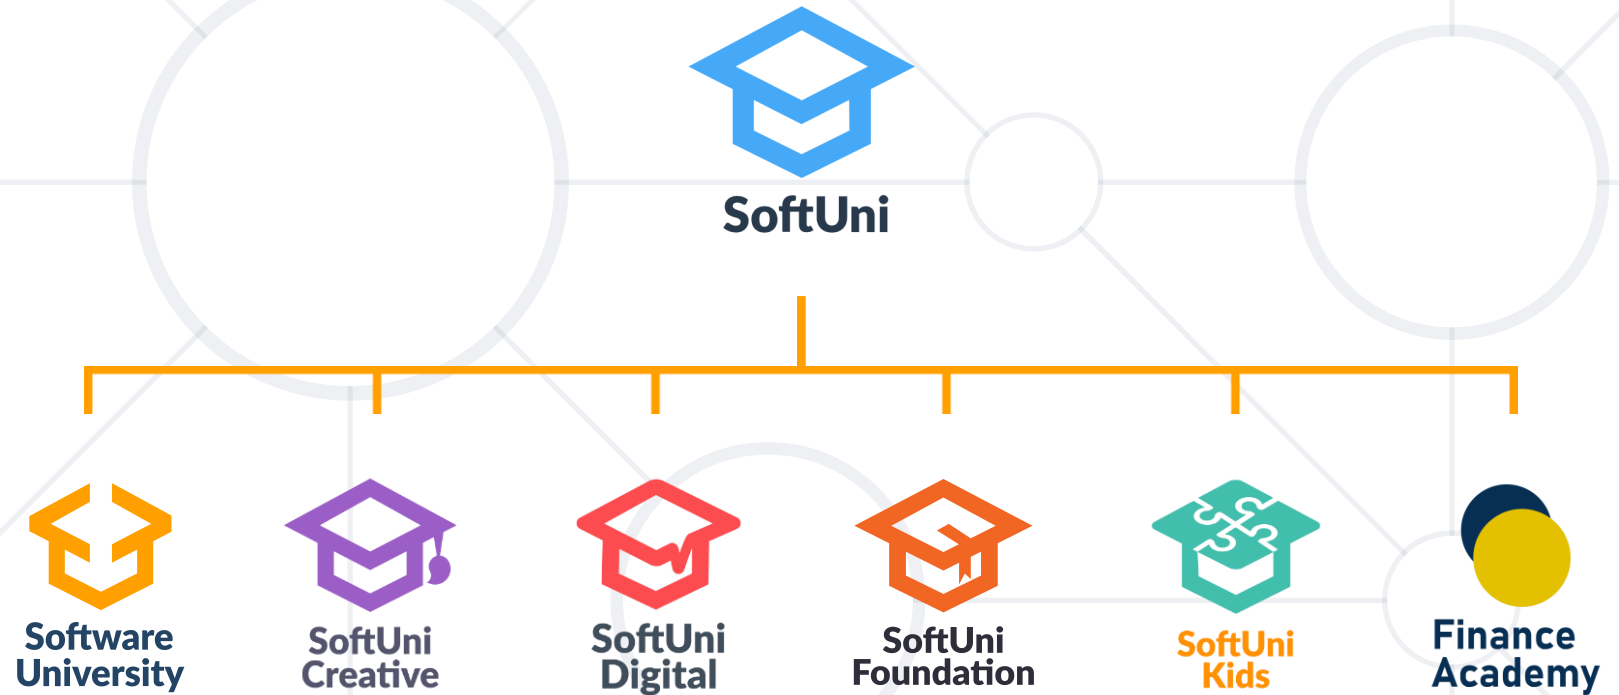 SoftUni
Software
University
SoftUni
Creative
SoftUni
Digital
SoftUni
Foundation
SoftUni
Kids
Finance
Academy